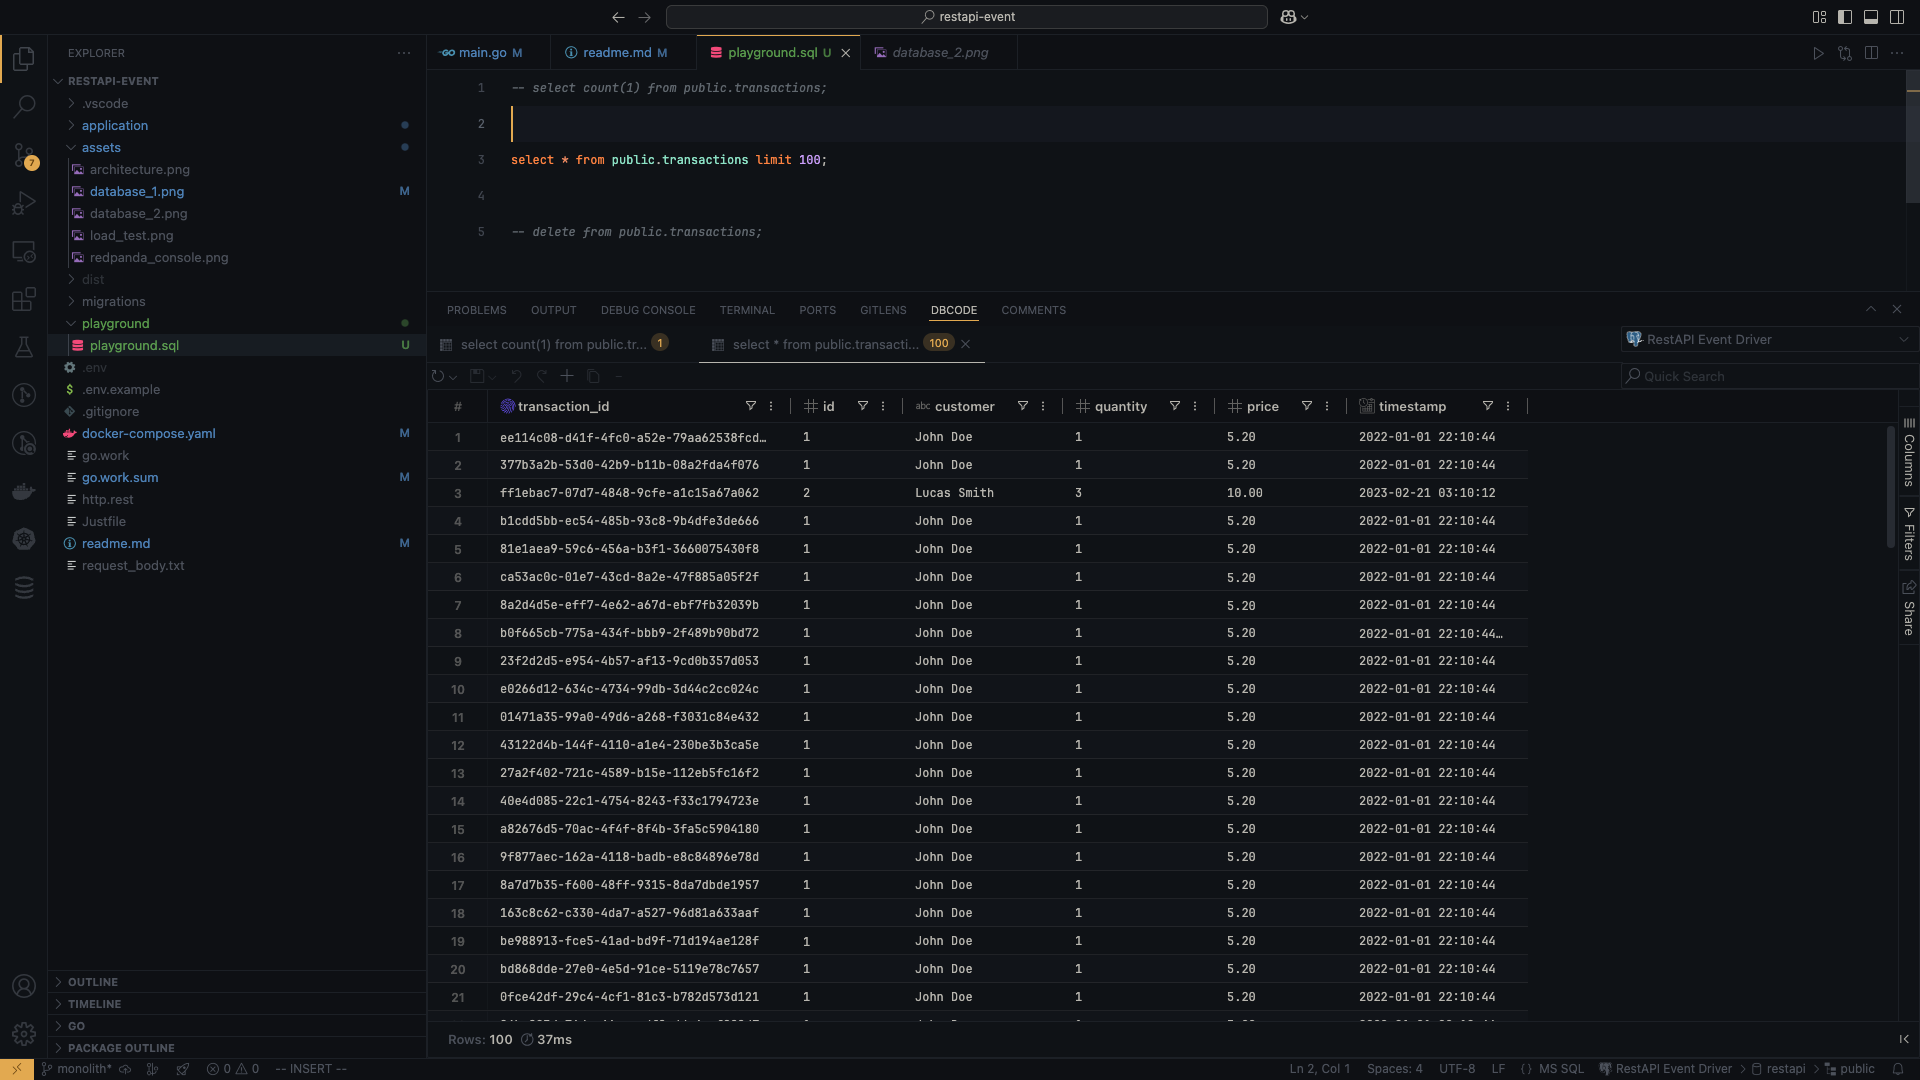 restapi-event
EXPLORER
RESTAPI-EVENT
.vscode
application
assets
architecture.png
database_1.png M
database_2.png
load_test.png
redpanda_console.png
dist
migrations
playground
playground.sql U
.env
.env.example
.gitignore
docker-compose.yaml M
go.work
go.work.sum M
http.rest
Justfile
readme.md M
request_body.txt
OUTLINE
TIMELINE
GO
PACKAGE OUTLINE
7
main.go M readme.md M playground.sql U database_2.png
1 -- select count(1) from public.transactions;
2
3 select * from public.transactions limit 100;
4
5 -- delete from public.transactions;
PROBLEMS OUTPUT DEBUG CONSOLE TERMINAL PORTS GITLENS DBCODE COMMENTS
select count(1) from public.tr... 1 select * from public.transacti... 100 RestAPI Event Driver
Quick Search
# transaction_id id abc customer quantity price timestamp
1 ee114c08-d41f-4fc0-a52e-79aa62538fcd… 1 John Doe 1 5.20 2022-01-01 22:10:44
2 377b3a2b-53d0-42b9-b11b-08a2fda4f076 1 John Doe 1 5.20 2022-01-01 22:10:44
3 ff1ebac7-07d7-4848-9cfe-a1c15a67a062 2 Lucas Smith 3 10.00 2023-02-21 03:10:12
4 b1cdd5bb-ec54-485b-93c8-9b4dfe3de666 1 John Doe 1 5.20 2022-01-01 22:10:44
5 81e1aea9-59c6-456a-b3f1-3660075430f8 1 John Doe 1 5.20 2022-01-01 22:10:44
6 ca53ac0c-01e7-43cd-8a2e-47f885a05f2f 1 John Doe 1 5.20 2022-01-01 22:10:44
7 8a2d4d5e-eff7-4e62-a67d-ebf7fb32039b 1 John Doe 1 5.20 2022-01-01 22:10:44
8 b0f665cb-775a-434f-bbb9-2f489b90bd72 1 John Doe 1 5.20 2022-01-01 22:10:44…
9 23f2d2d5-e954-4b57-af13-9cd0b357d053 1 John Doe 1 5.20 2022-01-01 22:10:44
10 e0266d12-634c-4734-99db-3d44c2cc024c 1 John Doe 1 5.20 2022-01-01 22:10:44
11 01471a35-99a0-49d6-a268-f3031c84e432 1 John Doe 1 5.20 2022-01-01 22:10:44
12 43122d4b-144f-4110-a1e4-230be3b3ca5e 1 John Doe 1 5.20 2022-01-01 22:10:44
13 27a2f402-721c-4589-b15e-112eb5fc16f2 1 John Doe 1 5.20 2022-01-01 22:10:44
14 40e4d085-22c1-4754-8243-f33c1794723e 1 John Doe 1 5.20 2022-01-01 22:10:44
15 a82676d5-70ac-4f4f-8f4b-3fa5c5904180 1 John Doe 1 5.20 2022-01-01 22:10:44
16 9f877aec-162a-4118-badb-e8c84896e78d 1 John Doe 1 5.20 2022-01-01 22:10:44
17 8a7d7b35-f600-48ff-9315-8da7dbde1957 1 John Doe 1 5.20 2022-01-01 22:10:44
18 163c8c62-c330-4da7-a527-96d81a633aaf 1 John Doe 1 5.20 2022-01-01 22:10:44
19 be988913-fce5-41ad-bd9f-71d194ae128f 1 John Doe 1 5.20 2022-01-01 22:10:44
20 bd868dde-27e0-4e5d-91ce-5119e78c7657 1 John Doe 1 5.20 2022-01-01 22:10:44
21 0fce42df-29c4-4cf1-81c3-b782d573d121 1 John Doe 1 5.20 2022-01-01 22:10:44
Columns
Filters
Share
Rows: 100 37ms
monolith* 0 0 -- INSERT -- Ln 2, Col 1 Spaces: 4 UTF-8 LF {} MS SQL RestAPI Event Driver restapi public